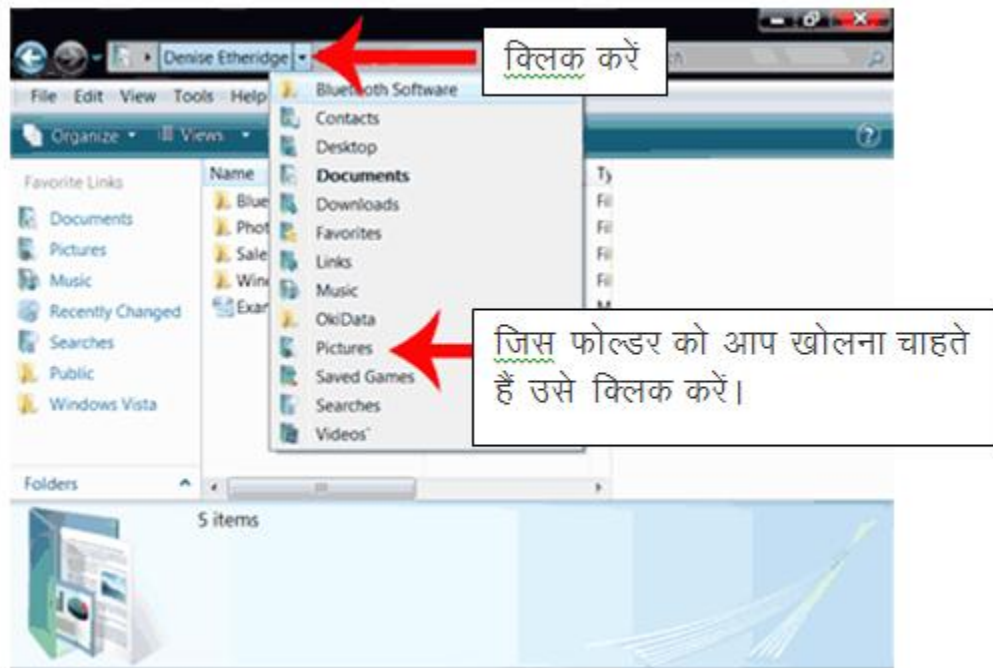 Denise Etheridge
क्लिक करें
File Edit View Tools Help
Organize Views
Bluetooth Software
Contacts
Desktop
Documents
Downloads
Favorites
Links
Music
OkiData
Pictures
Saved Games
Searches
Videos
Favorite Links
Documents
Pictures
Music
Recently Changed
Searches
Public
Windows Vista
Folders
Name
जिस फोल्डर को आप खोलना चाहते
हैं उसे क्लिक करें।
5 items